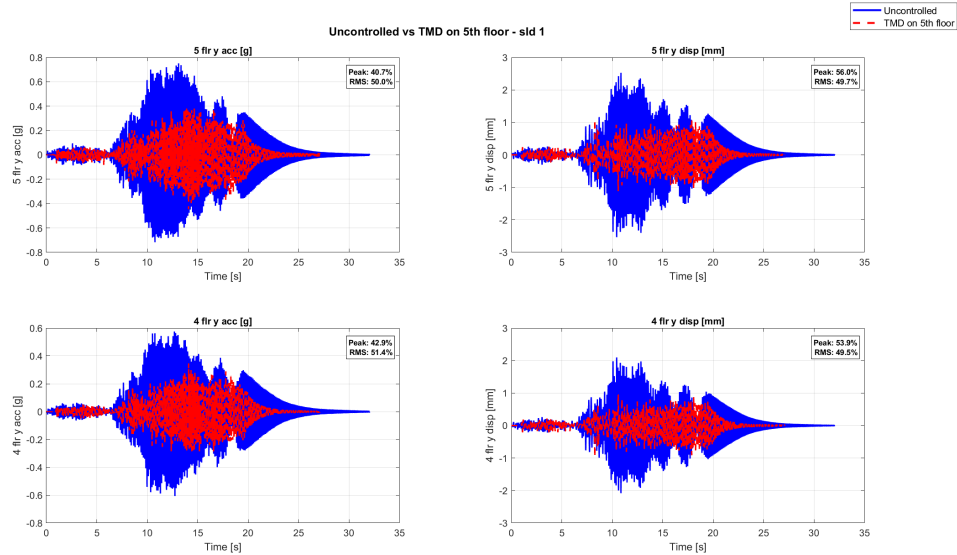 Uncontrolled
TMD on 5th floor
Uncontrolled vs TMD on 5th floor - sld 1
5 flr y acc [g]
Peak: 40.7%
RMS: 50.0%
5 flr y acc [g]
0.8
0.6
0.4
0.2
0
-0.2
-0.4
-0.6
-0.8
0 5 10 15 20 25 30 35
Time [s]
5 flr y disp [mm]
Peak: 56.0%
RMS: 49.7%
5 flr y disp [mm]
3
2
1
0
-1
-2
-3
0 5 10 15 20 25 30 35
Time [s]
4 flr y acc [g]
Peak: 42.9%
RMS: 51.4%
4 flr y acc [g]
0.6
0.4
0.2
0
-0.2
-0.4
-0.6
-0.8
0 5 10 15 20 25 30 35
Time [s]
4 flr y disp [mm]
Peak: 53.9%
RMS: 49.5%
4 flr y disp [mm]
3
2
1
0
-1
-2
-3
0 5 10 15 20 25 30 35
Time [s]